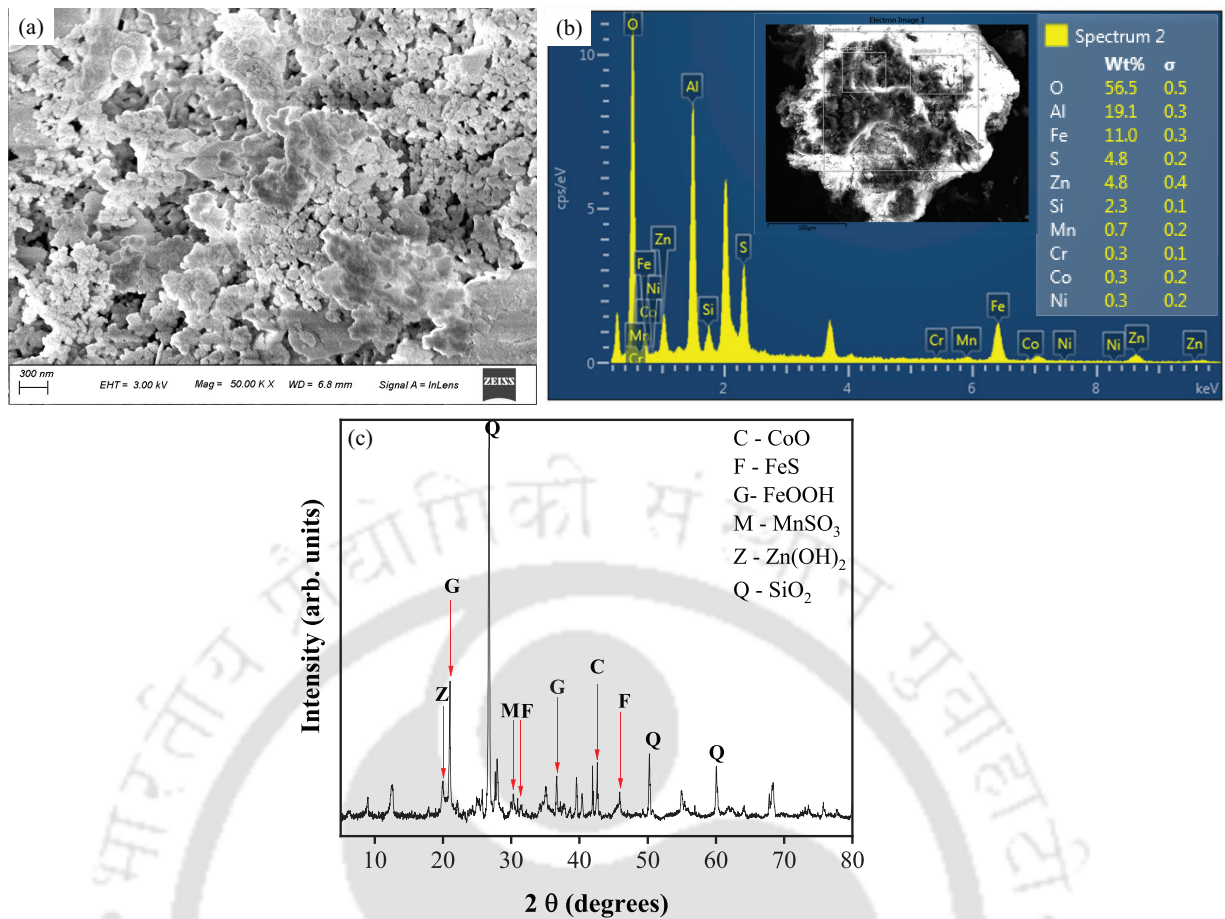 (a)
300 nm
EHT = 3.00 kV Mag = 50.00 K X WD = 6.8 mm Signal A = InLens ZEISS
(b)
Electron Image 1
Spectrum 2
Spectrum 3
100µm
Spectrum 2
Wt% σ
O 56.5 0.5
Al 19.1 0.3
Fe 11.0 0.3
S 4.8 0.2
Zn 4.8 0.4
Si 2.3 0.1
Mn 0.7 0.2
Cr 0.3 0.1
Co 0.3 0.2
Ni 0.3 0.2
cps/eV
10
5
0
O
Al
Zn
Fe
Ni
Co
Mn
Cr
Si
S
Cr
Mn
Fe
Co
Ni
Ni
Zn
Zn
2 4 6 8 keV
(c)
C - CoO
F - FeS
G- FeOOH
M - MnSO3
Z - Zn(OH)2
Q - SiO2
Q
G
Z
M F
G
C
F
Q
Q
Intensity (arb. units)
10 20 30 40 50 60 70 80
2 θ (degrees)
भारतीय प्रौद्योगिकी संस्थान गुवाहाटी